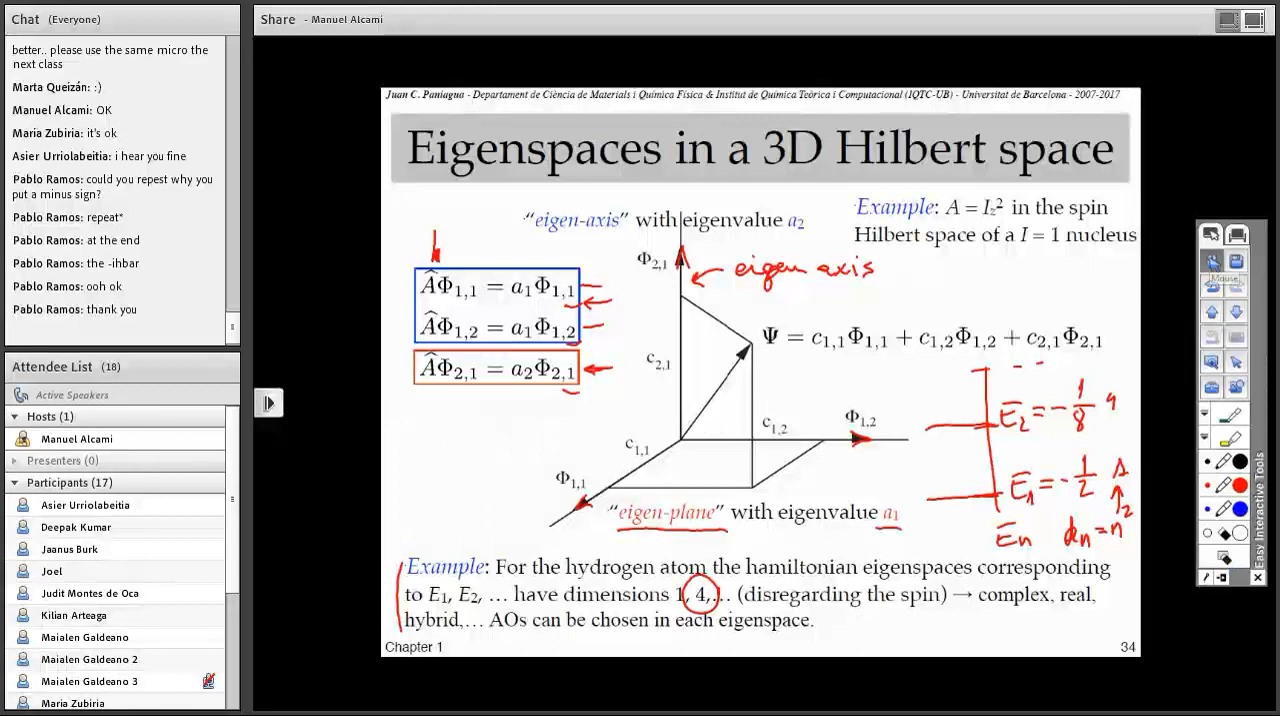 Chat (Everyone)
better.. please use the same micro the
next class
Marta Queizán: :)
Manuel Alcami: OK
Maria Zubiria: it's ok
Asier Urriolabeitia: i hear you fine
Pablo Ramos: could you repest why you
put a minus sign?
Pablo Ramos: repeat*
Pablo Ramos: at the end
Pablo Ramos: the -ihbar
Pablo Ramos: ooh ok
Pablo Ramos: thank you
Attendee List (18)
Active Speakers
Hosts (1)
Manuel Alcami
Presenters (0)
Participants (17)
Asier Urriolabeitia
Deepak Kumar
Jaanus Burk
Joel
Judit Montes de Oca
Kilian Arteaga
Maialen Galdeano
Maialen Galdeano 2
Maialen Galdeano 3
Maria Zubiria
Share - Manuel Alcami
Juan C. Paniagua - Departament de Ciència de Materials i Química Física & Institut de Química Teòrica i Computacional (IQTC-UB) - Universitat de Barcelona - 2007-2017
Eigenspaces in a 3D Hilbert space
"eigen-axis" with eigenvalue a₂
Example: A = I_z² in the spin
Hilbert space of a I = 1 nucleus
Φ₂,₁
eigen axis
ÂΦ₁,₁ = a₁Φ₁,₁
ÂΦ₁,₂ = a₁Φ₁,₂
ÂΦ₂,₁ = a₂Φ₂,₁
Ψ = c₁,₁Φ₁,₁ + c₁,₂Φ₁,₂ + c₂,₁Φ₂,₁
c₂,₁
E₂ = -1/8 4
Φ₁,₂
c₁,₂
c₁,₁
Φ₁,₁
E₁ = -1/2 1
"eigen-plane" with eigenvalue a₁
Eₙ dₙ = n²
Example: For the hydrogen atom the hamiltonian eigenspaces corresponding
to E₁, E₂, … have dimensions 1, 4,… (disregarding the spin) → complex, real,
hybrid,… AOs can be chosen in each eigenspace.
Chapter 1
34
Mouse
Easy Interactive Tools